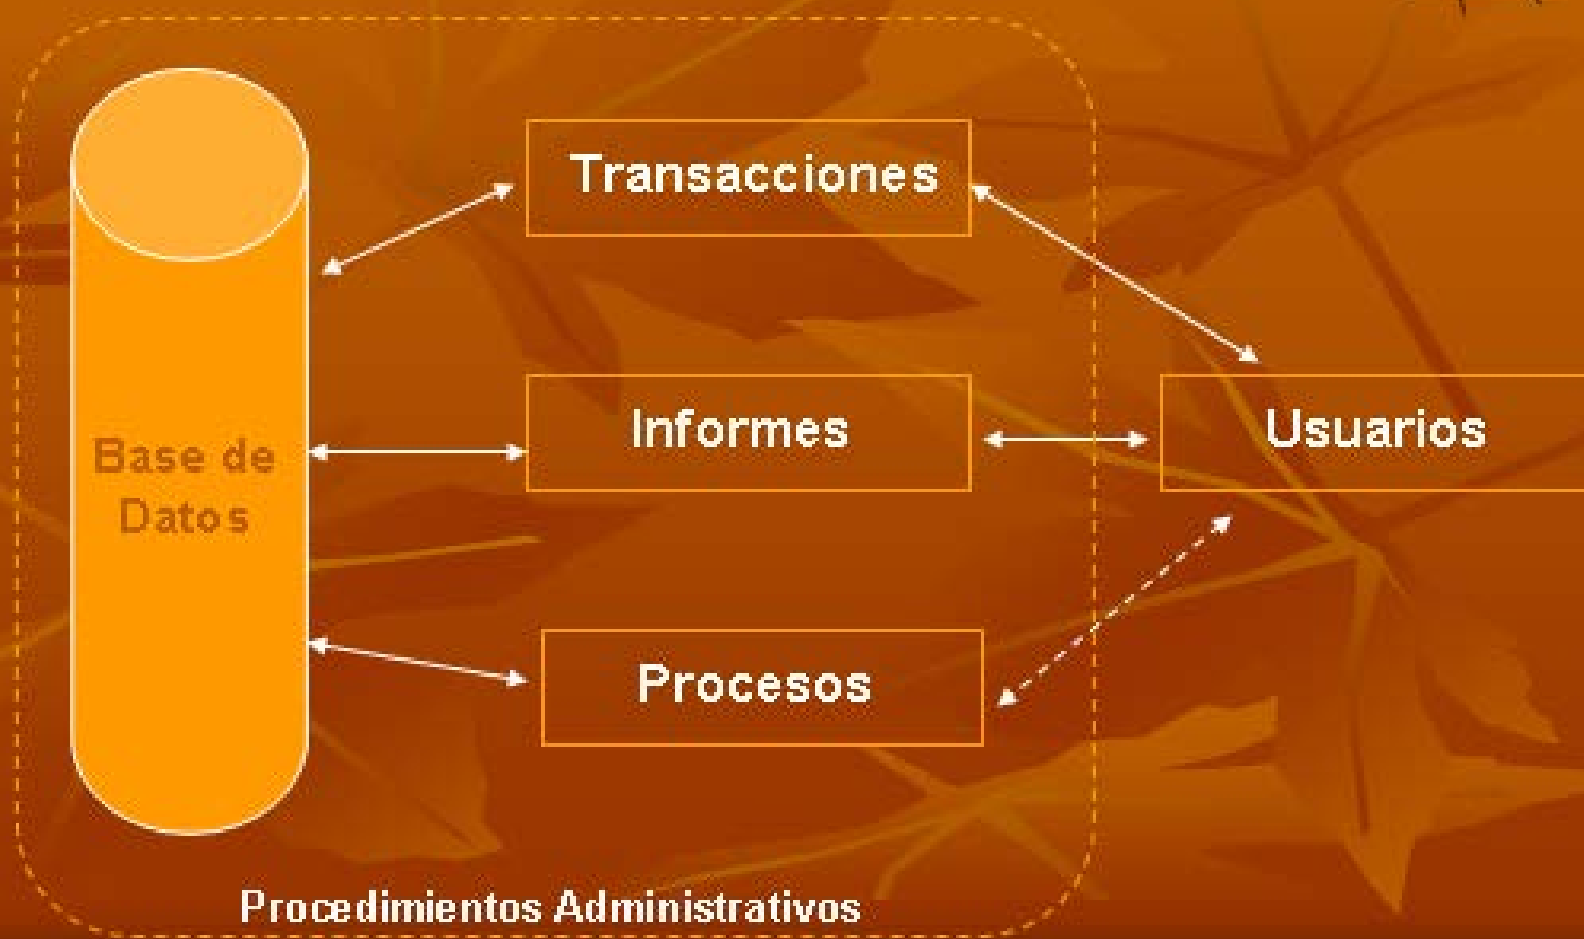 Transacciones
Informes
Usuarios
Base de
Datos
Procesos
Procedimientos Administrativos